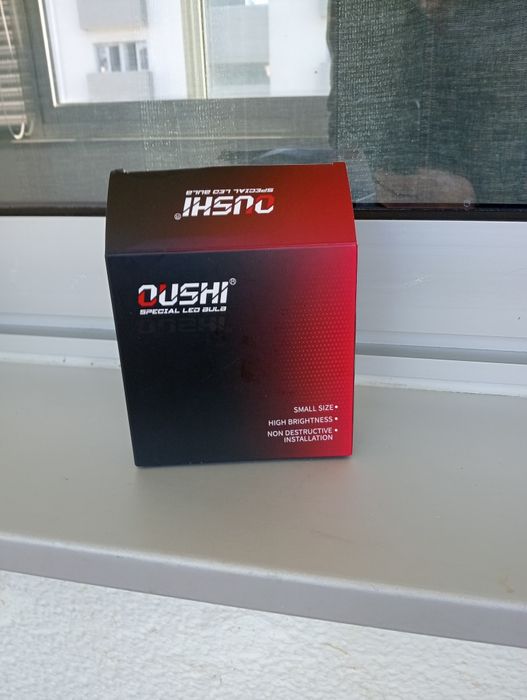 OUSHI®
SPECIAL LED BULB
OUSHI®
SPECIAL LED BULB
SMALL SIZE•
HIGH BRIGHTNESS•
NON DESTRUCTIVE•
INSTALLATION